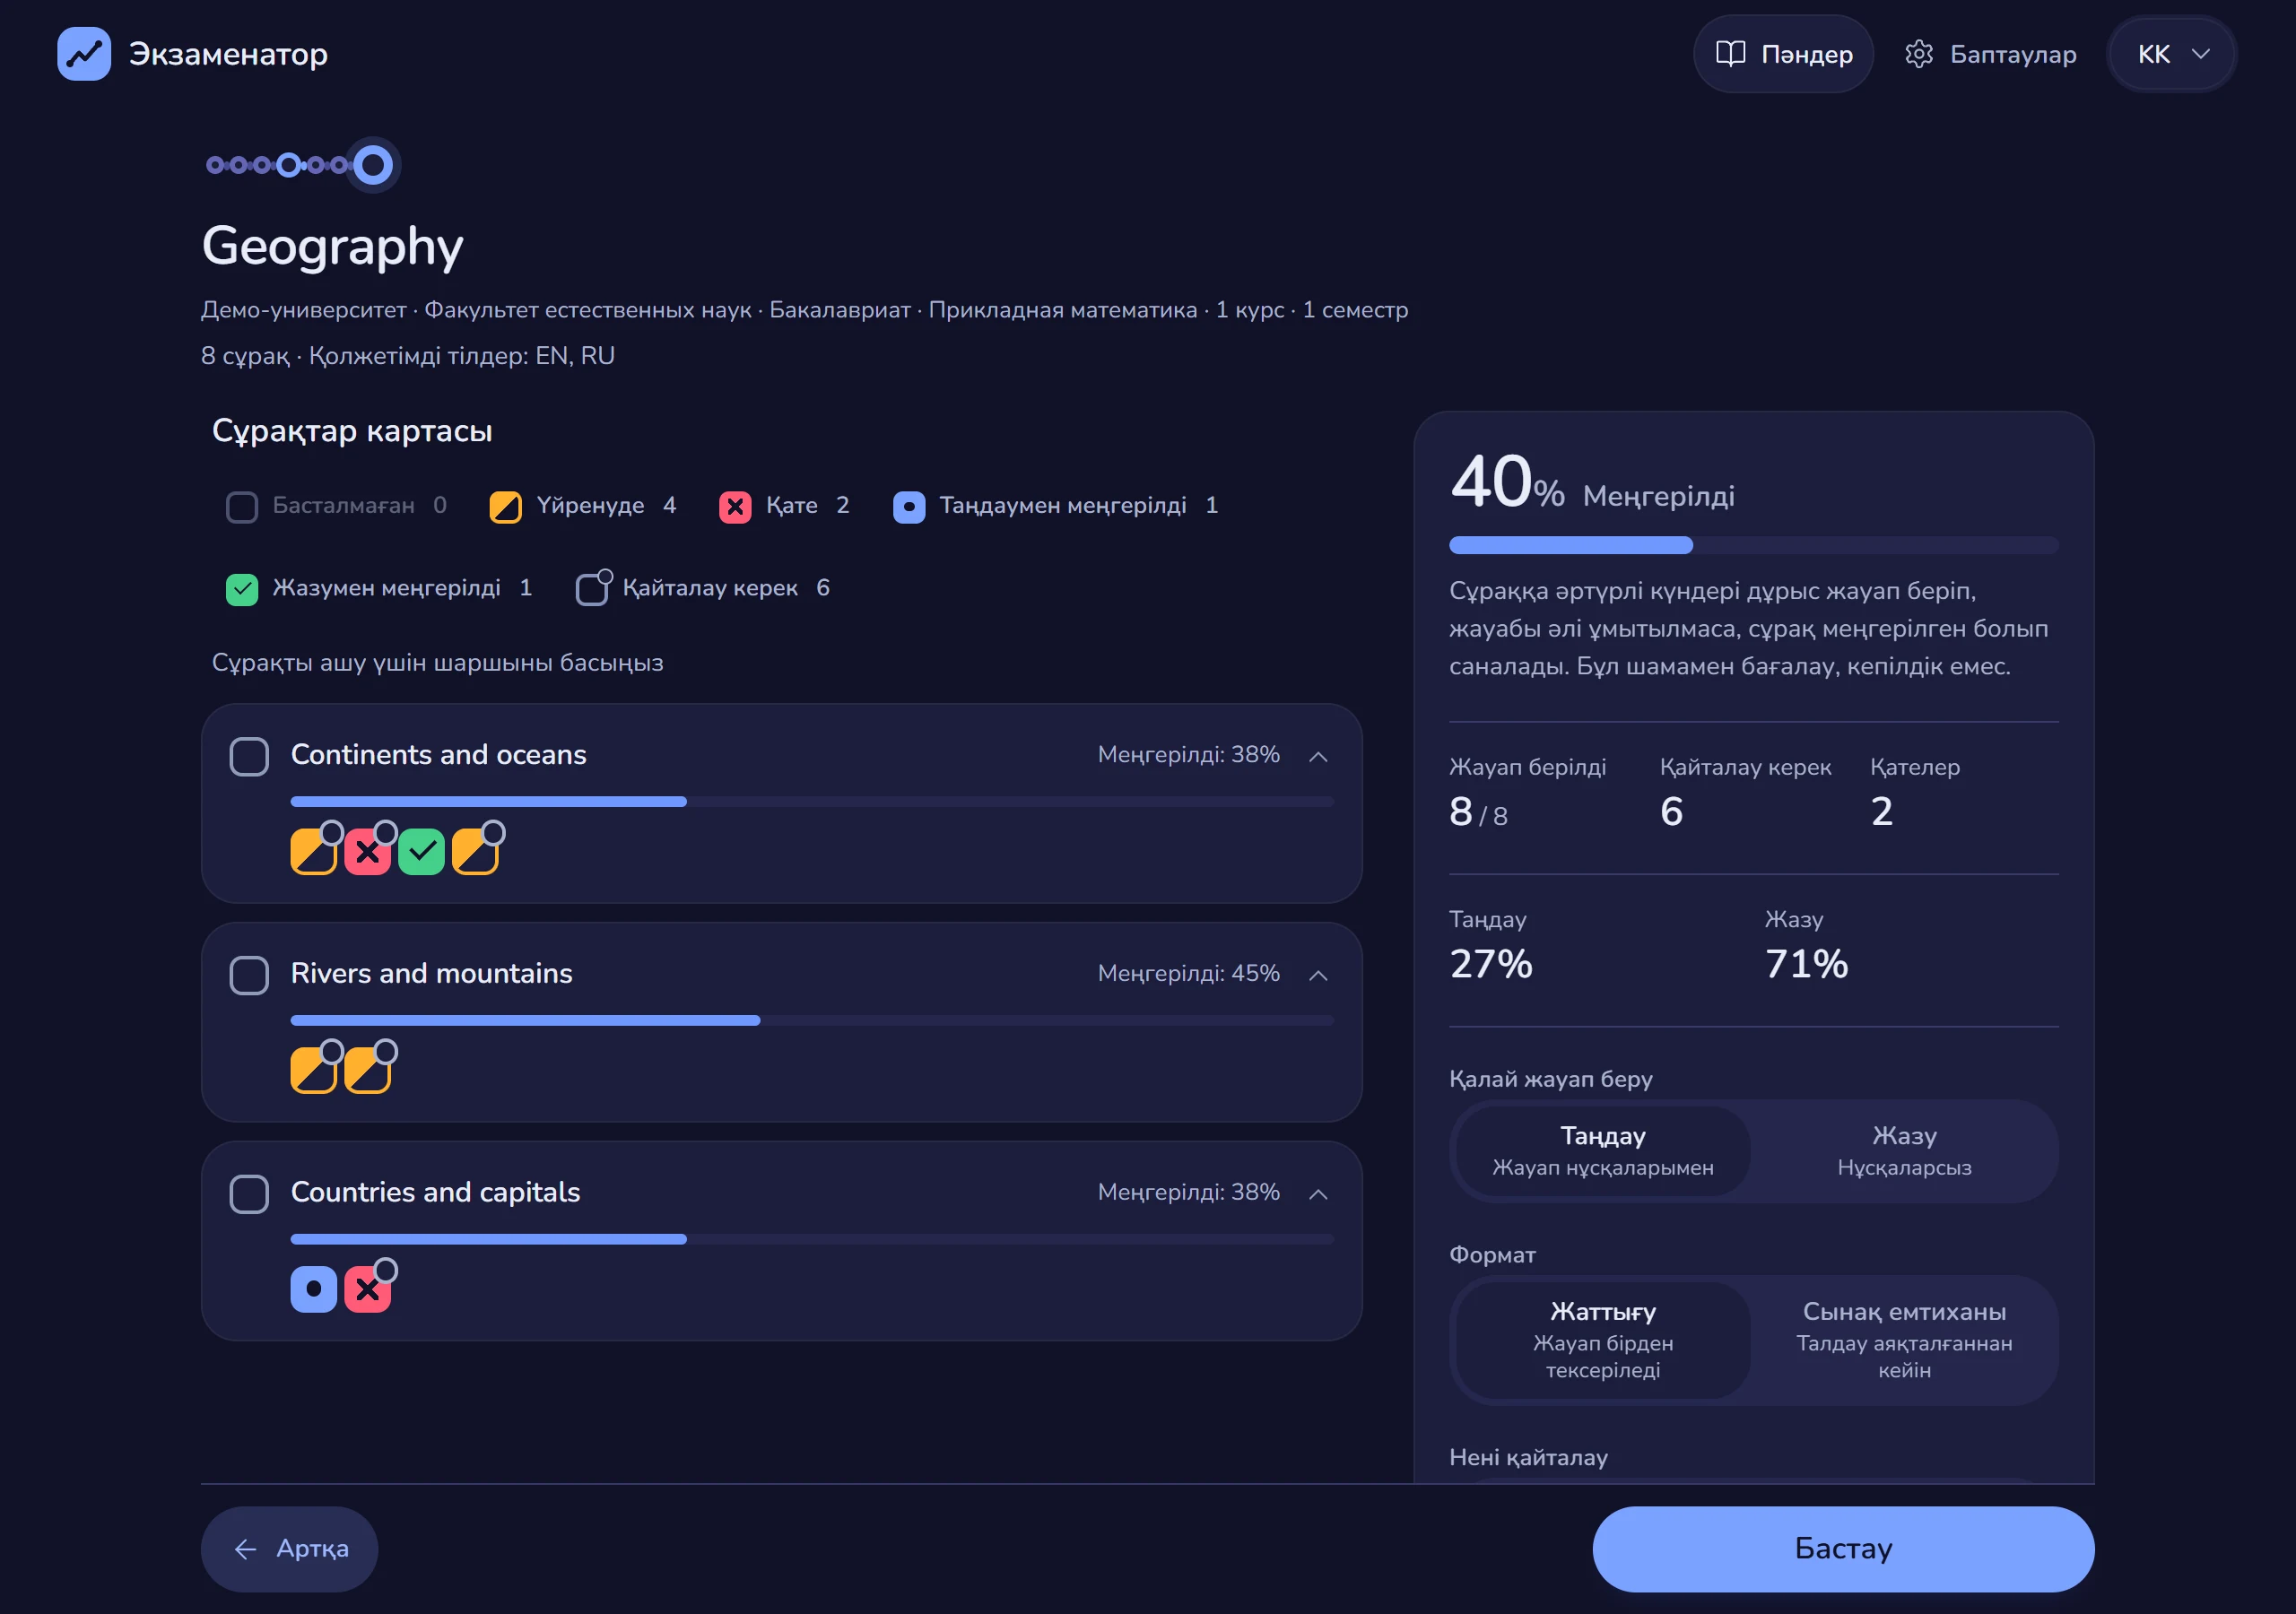 Экзаменатор
Пәндер
Баптаулар
KK
Geography
Демо-университет · Факультет естественных наук · Бакалавриат · Прикладная математика · 1 курс · 1 семестр
8 сұрақ · Қолжетімді тілдер: EN, RU
Сұрақтар картасы
Басталмаған 0
Үйренуде 4
Қате 2
Таңдаумен меңгерілді 1
Жазумен меңгерілді 1
Қайталау керек 6
Сұрақты ашу үшін шаршыны басыңыз
Continents and oceans
Меңгерілді: 38%
Rivers and mountains
Меңгерілді: 45%
Countries and capitals
Меңгерілді: 38%
40% Меңгерілді
Сұраққа әртүрлі күндері дұрыс жауап беріп,
жауабы әлі ұмытылмаса, сұрақ меңгерілген болып
саналады. Бұл шамамен бағалау, кепілдік емес.
Жауап берілді
8 / 8
Қайталау керек
6
Қателер
2
Таңдау
27%
Жазу
71%
Қалай жауап беру
Таңдау
Жауап нұсқаларымен
Жазу
Нұсқаларсыз
Формат
Жаттығу
Жауап бірден
тексеріледі
Сынақ емтиханы
Талдау аяқталғаннан
кейін
Нені қайталау
Артқа
Бастау